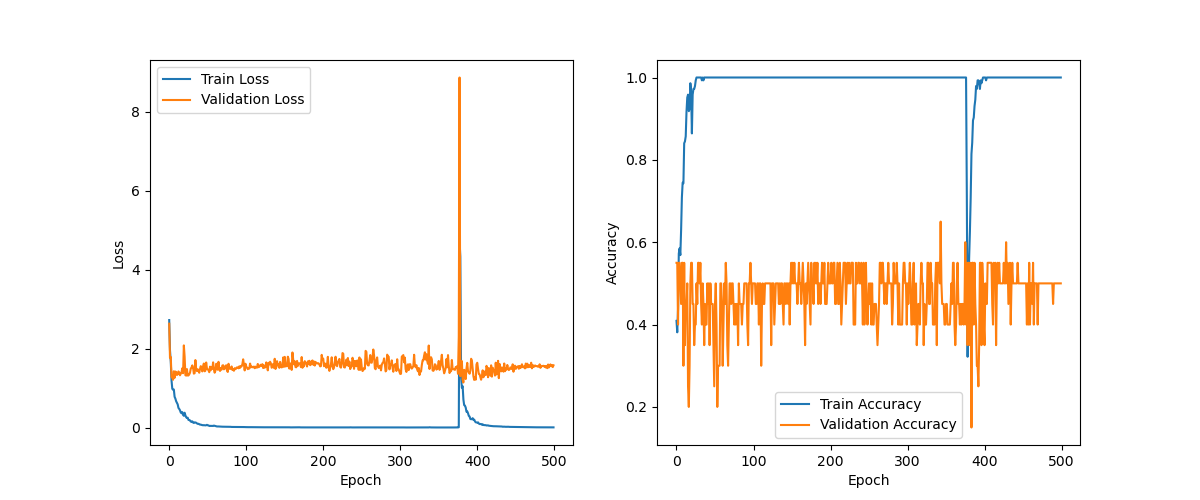 Train Loss
Validation Loss
8
6
4
2
0
Loss
0 100 200 300 400 500
Epoch
1.0
0.8
0.6
0.4
0.2
Accuracy
Train Accuracy
Validation Accuracy
0 100 200 300 400 500
Epoch